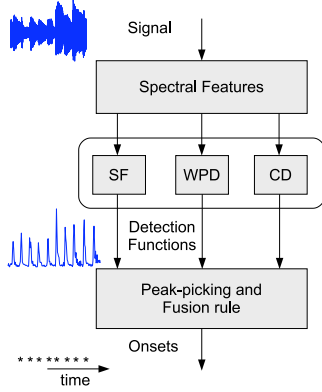 Signal
Spectral Features
SF WPD CD
Detection
Functions
Peak-picking and
Fusion rule
Onsets
* * * * * * * *
time